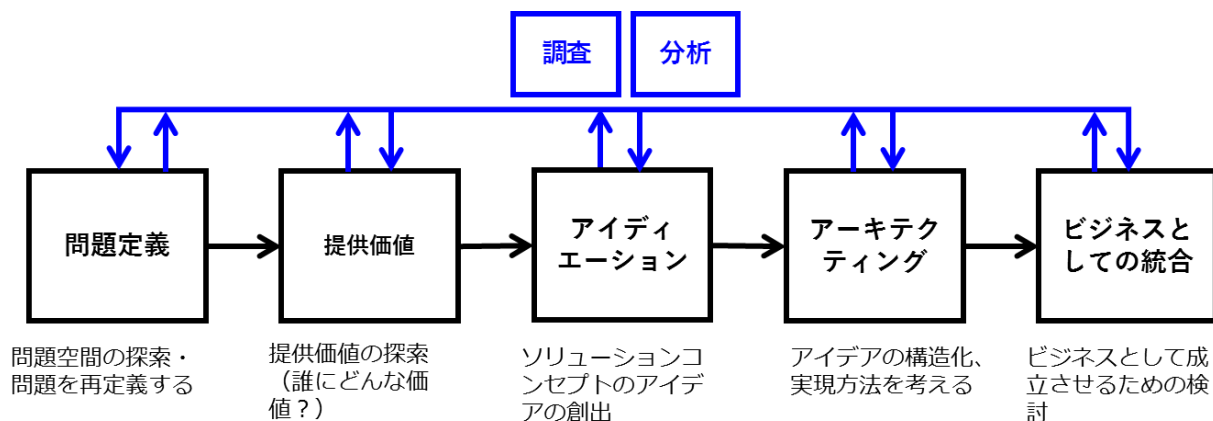 調査
分析
問題定義
提供価値
アイディ
エーション
アーキテク
ティング
ビジネスと
しての統合
問題空間の探索・
問題を再定義する
提供価値の探索
（誰にどんな価
値？）
ソリューションコ
ンセプトのアイデ
アの創出
アイデアの構造化、
実現方法を考える
ビジネスとして成
立させるための検
討